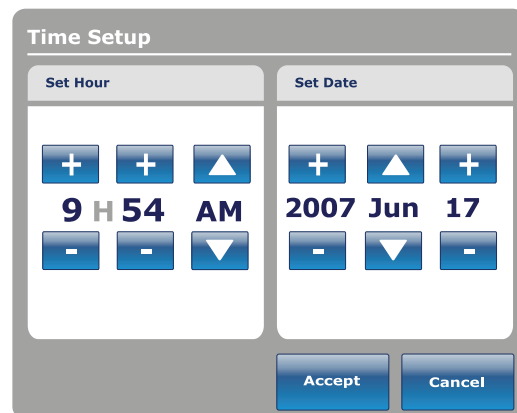 Time Setup
Set Hour
Set Date
+ + + +
9 H 54 AM 2007 Jun 17
- - - -
Accept Cancel